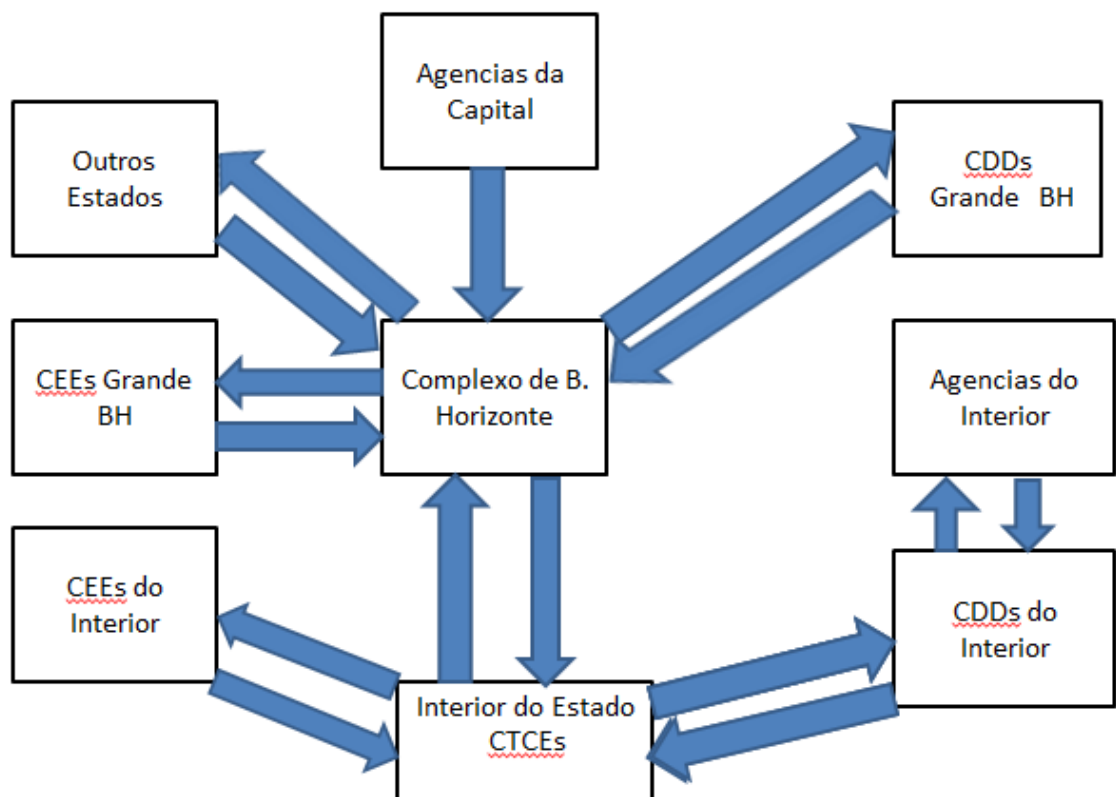 Agencias da
Capital
Outros
Estados
CDDs
Grande BH
CEEs Grande
BH
Complexo de B.
Horizonte
Agencias do
Interior
CEEs do
Interior
CDDs do
Interior
Interior do Estado
CTCEs